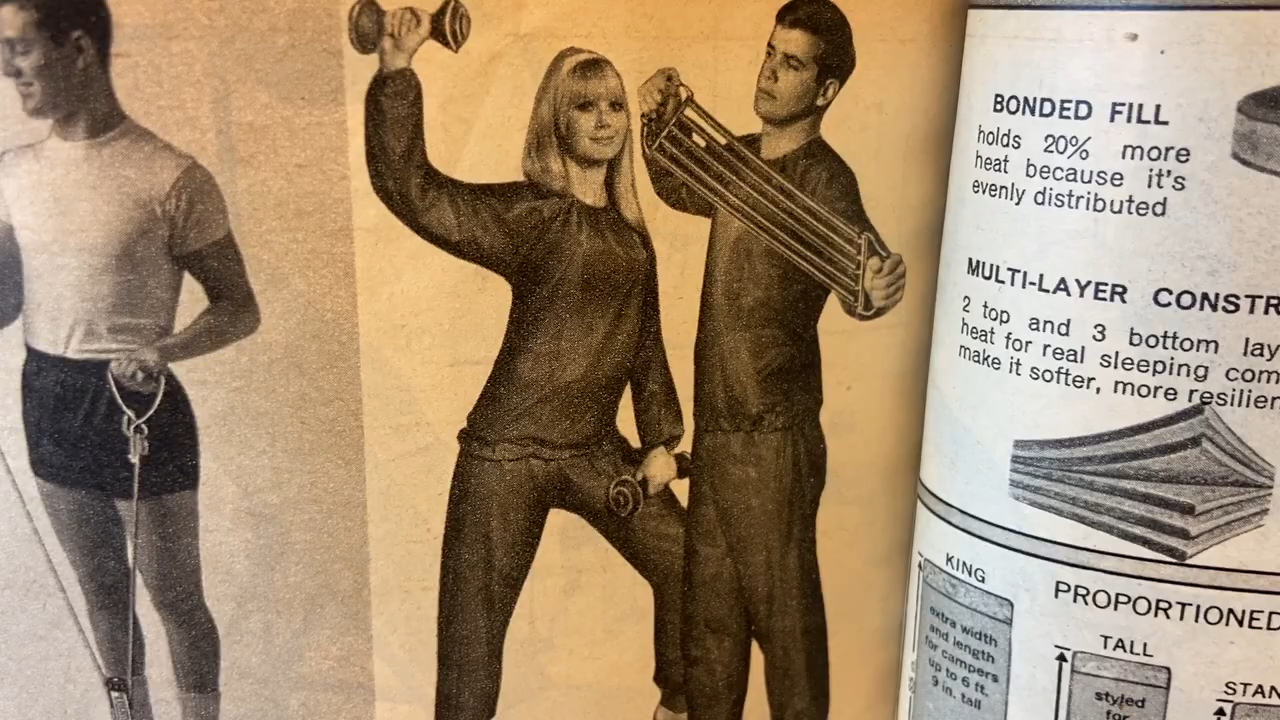 BONDED FILL
holds 20% more
heat because it's
evenly distributed
MULTI-LAYER CONSTR
2 top and 3 bottom lay
heat for real sleeping com
make it softer, more resilien
KING
extra width
and length
for campers
up to 6 ft.
9 in. tall
PROPORTIONED
TALL
styled
for
STAN